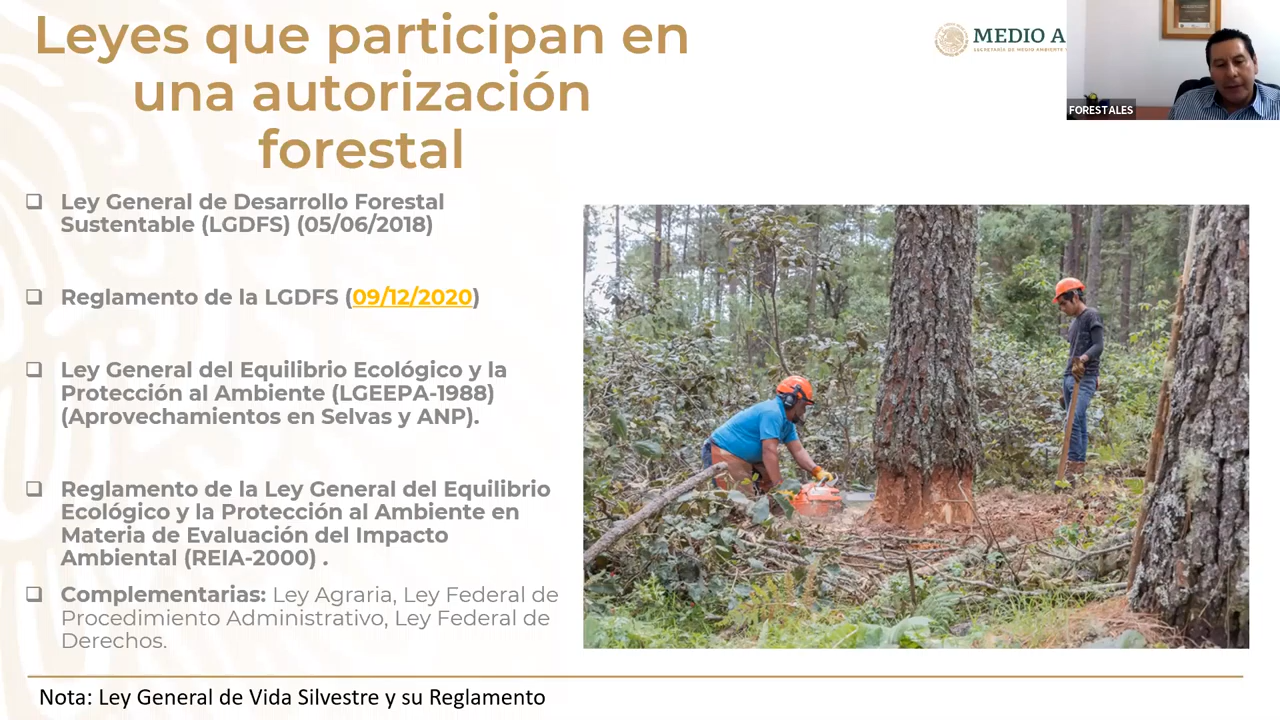 Leyes que participan en
una autorización
forestal
MEDIO A
SECRETARÍA DE MEDIO AMBIENTE
FORESTALES
❑ Ley General de Desarrollo Forestal
Sustentable (LGDFS) (05/06/2018)
❑ Reglamento de la LGDFS (09/12/2020)
❑ Ley General del Equilibrio Ecológico y la
Protección al Ambiente (LGEEPA-1988)
(Aprovechamientos en Selvas y ANP).
❑ Reglamento de la Ley General del Equilibrio
Ecológico y la Protección al Ambiente en
Materia de Evaluación del Impacto
Ambiental (REIA-2000) .
❑ Complementarias: Ley Agraria, Ley Federal de
Procedimiento Administrativo, Ley Federal de
Derechos.
Nota: Ley General de Vida Silvestre y su Reglamento